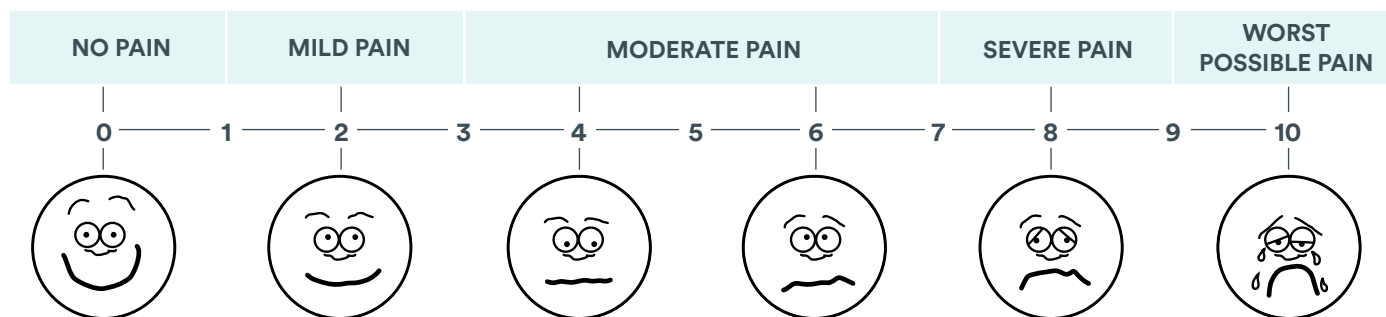 NO PAIN
MILD PAIN
MODERATE PAIN
SEVERE PAIN
WORST
POSSIBLE PAIN
0 1 2 3 4 5 6 7 8 9 10